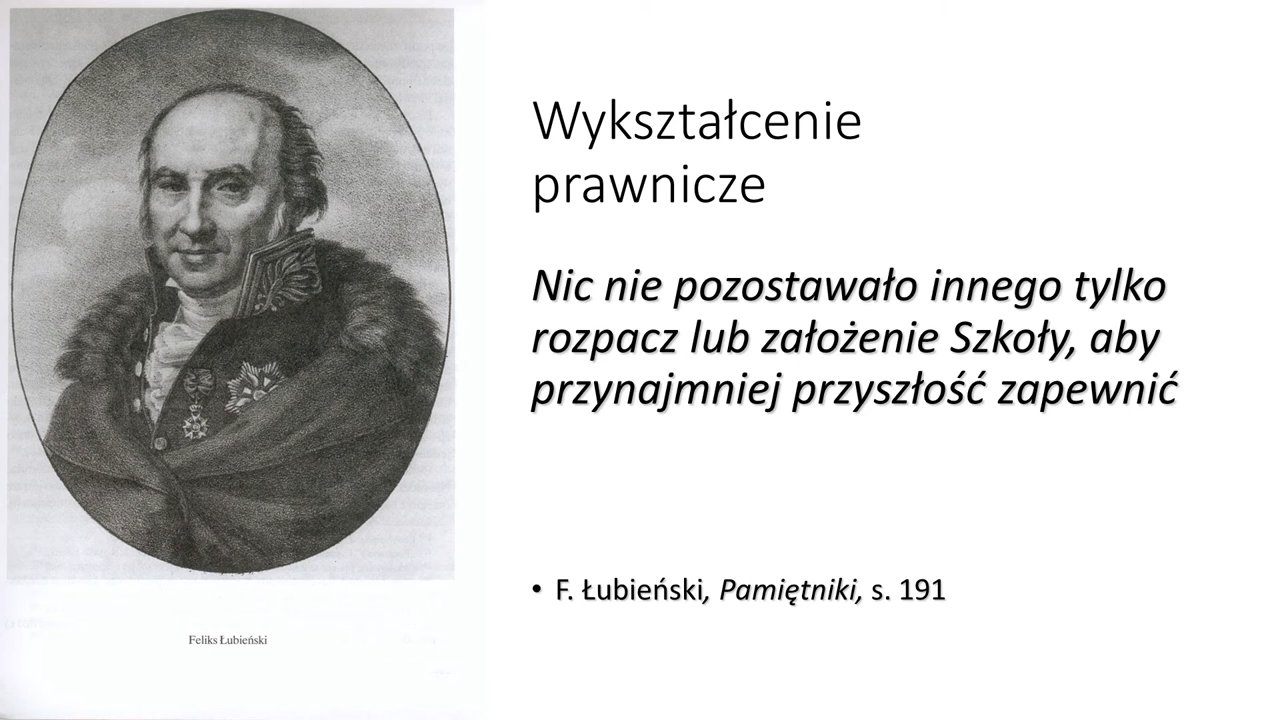 Wykształcenie
prawnicze
Nic nie pozostawało innego tylko
rozpacz lub założenie Szkoły, aby
przynajmniej przyszłość zapewnić
• F. Łubieński, Pamiętniki, s. 191
Feliks Łubieński